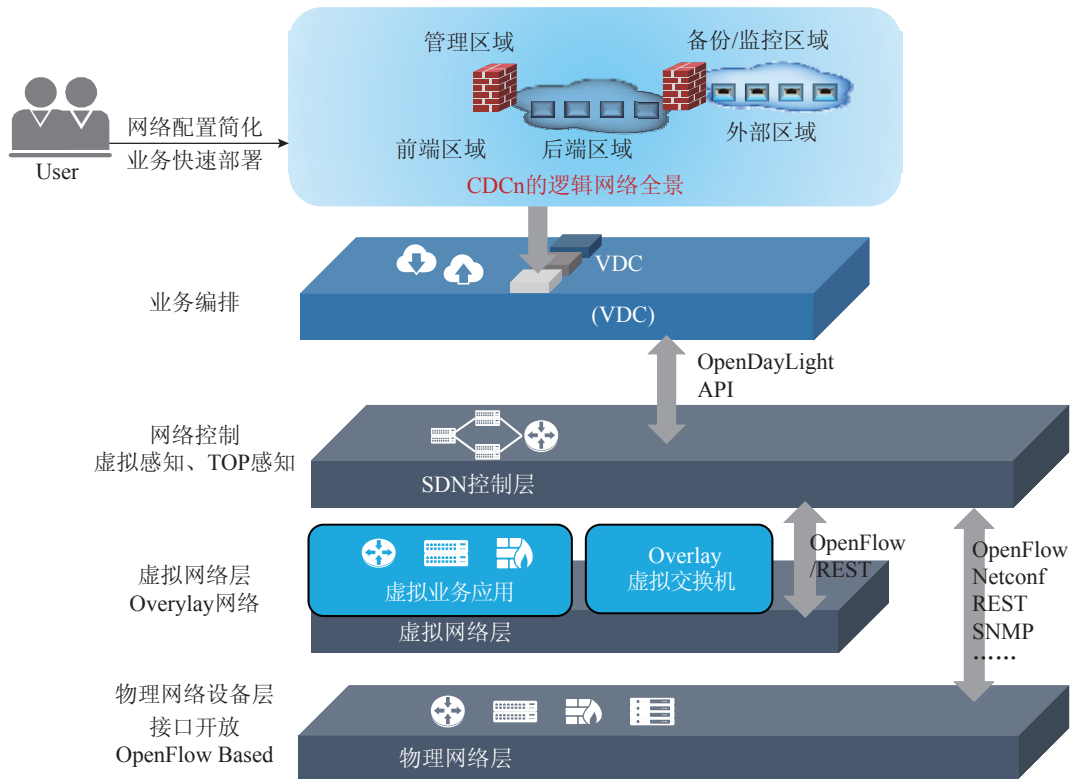 管理区域
备份/监控区域
网络配置简化
业务快速部署
User
前端区域
后端区域
外部区域
CDCn的逻辑网络全景
业务编排
VDC
(VDC)
OpenDayLight
API
网络控制
虚拟感知、TOP感知
SDN控制层
虚拟网络层
Overylay网络
虚拟业务应用
Overlay
虚拟交换机
虚拟网络层
OpenFlow
/REST
OpenFlow
Netconf
REST
SNMP
……
物理网络设备层
接口开放
OpenFlow Based
物理网络层